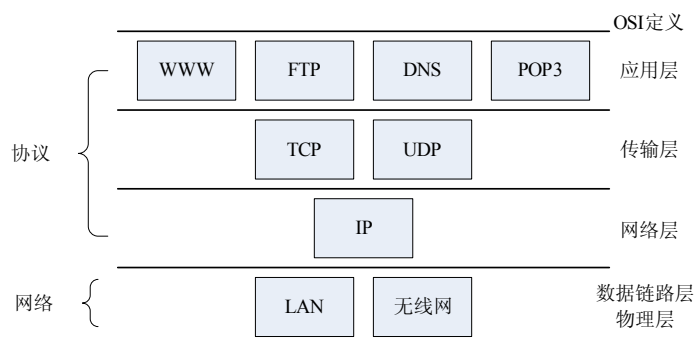 OSI定义
WWW FTP DNS POP3 应用层
协议
TCP UDP 传输层
IP 网络层
网络
LAN 无线网
数据链路层
物理层